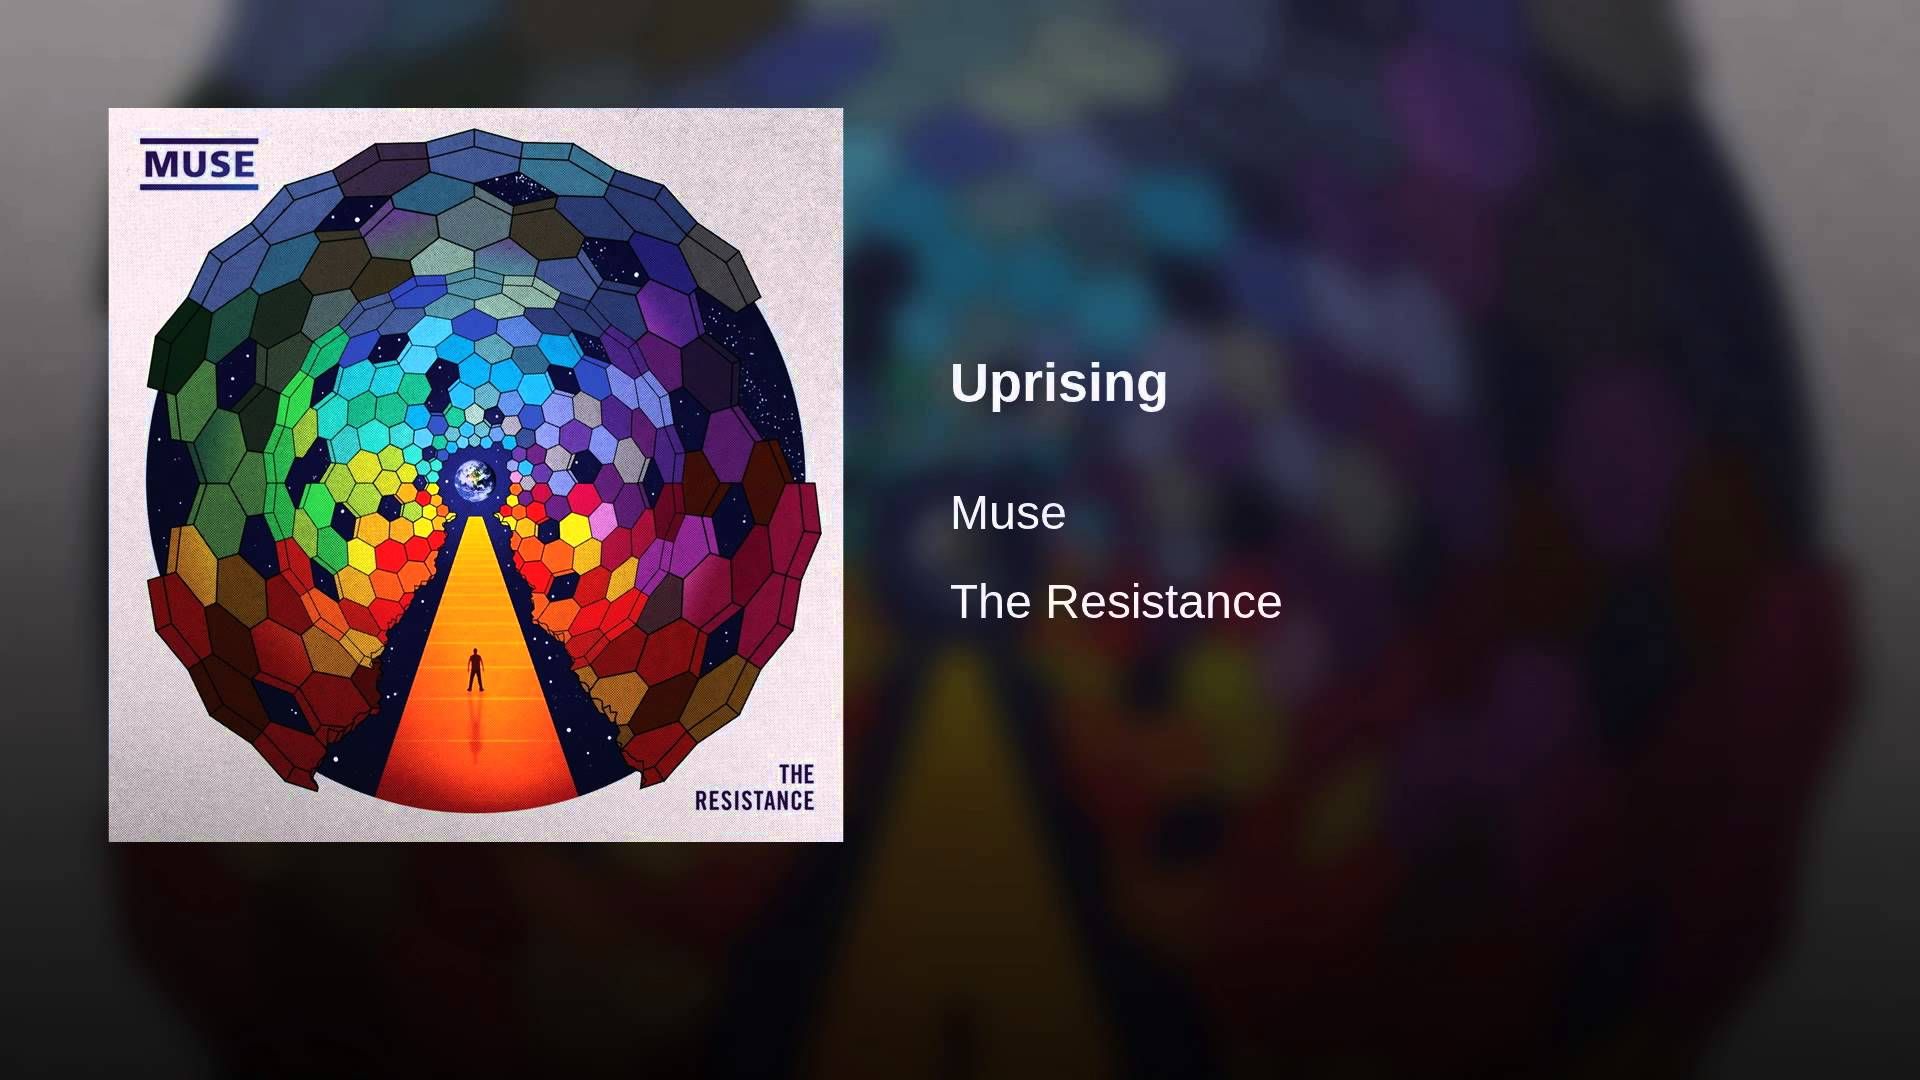 MUSE
THE
RESISTANCE
Uprising
Muse
The Resistance